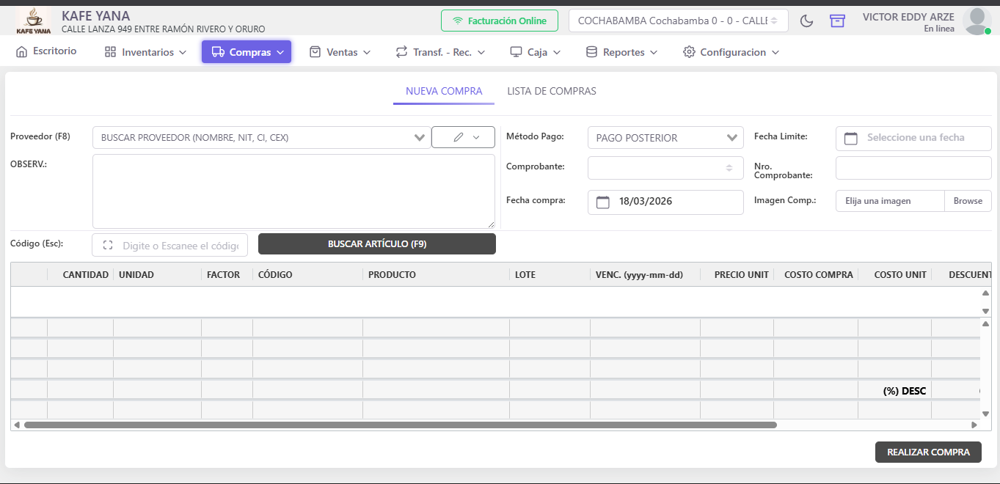 KAFE YANA
KAFE YANA
CALLE LANZA 949 ENTRE RAMÓN RIVERO Y ORURO
Facturación Online
COCHABAMBA Cochabamba 0 - 0 - CALLE
VICTOR EDDY ARZE
En linea
Escritorio
Inventarios
Compras
Ventas
Transf. - Rec.
Caja
Reportes
Configuracion
NUEVA COMPRA
LISTA DE COMPRAS
Proveedor (F8)
BUSCAR PROVEEDOR (NOMBRE, NIT, CI, CEX)
Método Pago:
PAGO POSTERIOR
Fecha Limite:
Seleccione una fecha
OBSERV.:
Comprobante:
Nro.
Comprobante:
Fecha compra:
18/03/2026
Imagen Comp.:
Elija una imagen
Browse
Código (Esc):
Digite o Escanee el código
BUSCAR ARTÍCULO (F9)
CANTIDAD
UNIDAD
FACTOR
CÓDIGO
PRODUCTO
LOTE
VENC. (yyyy-mm-dd)
PRECIO UNIT
COSTO COMPRA
COSTO UNIT
DESCUENT
(%) DESC
REALIZAR COMPRA